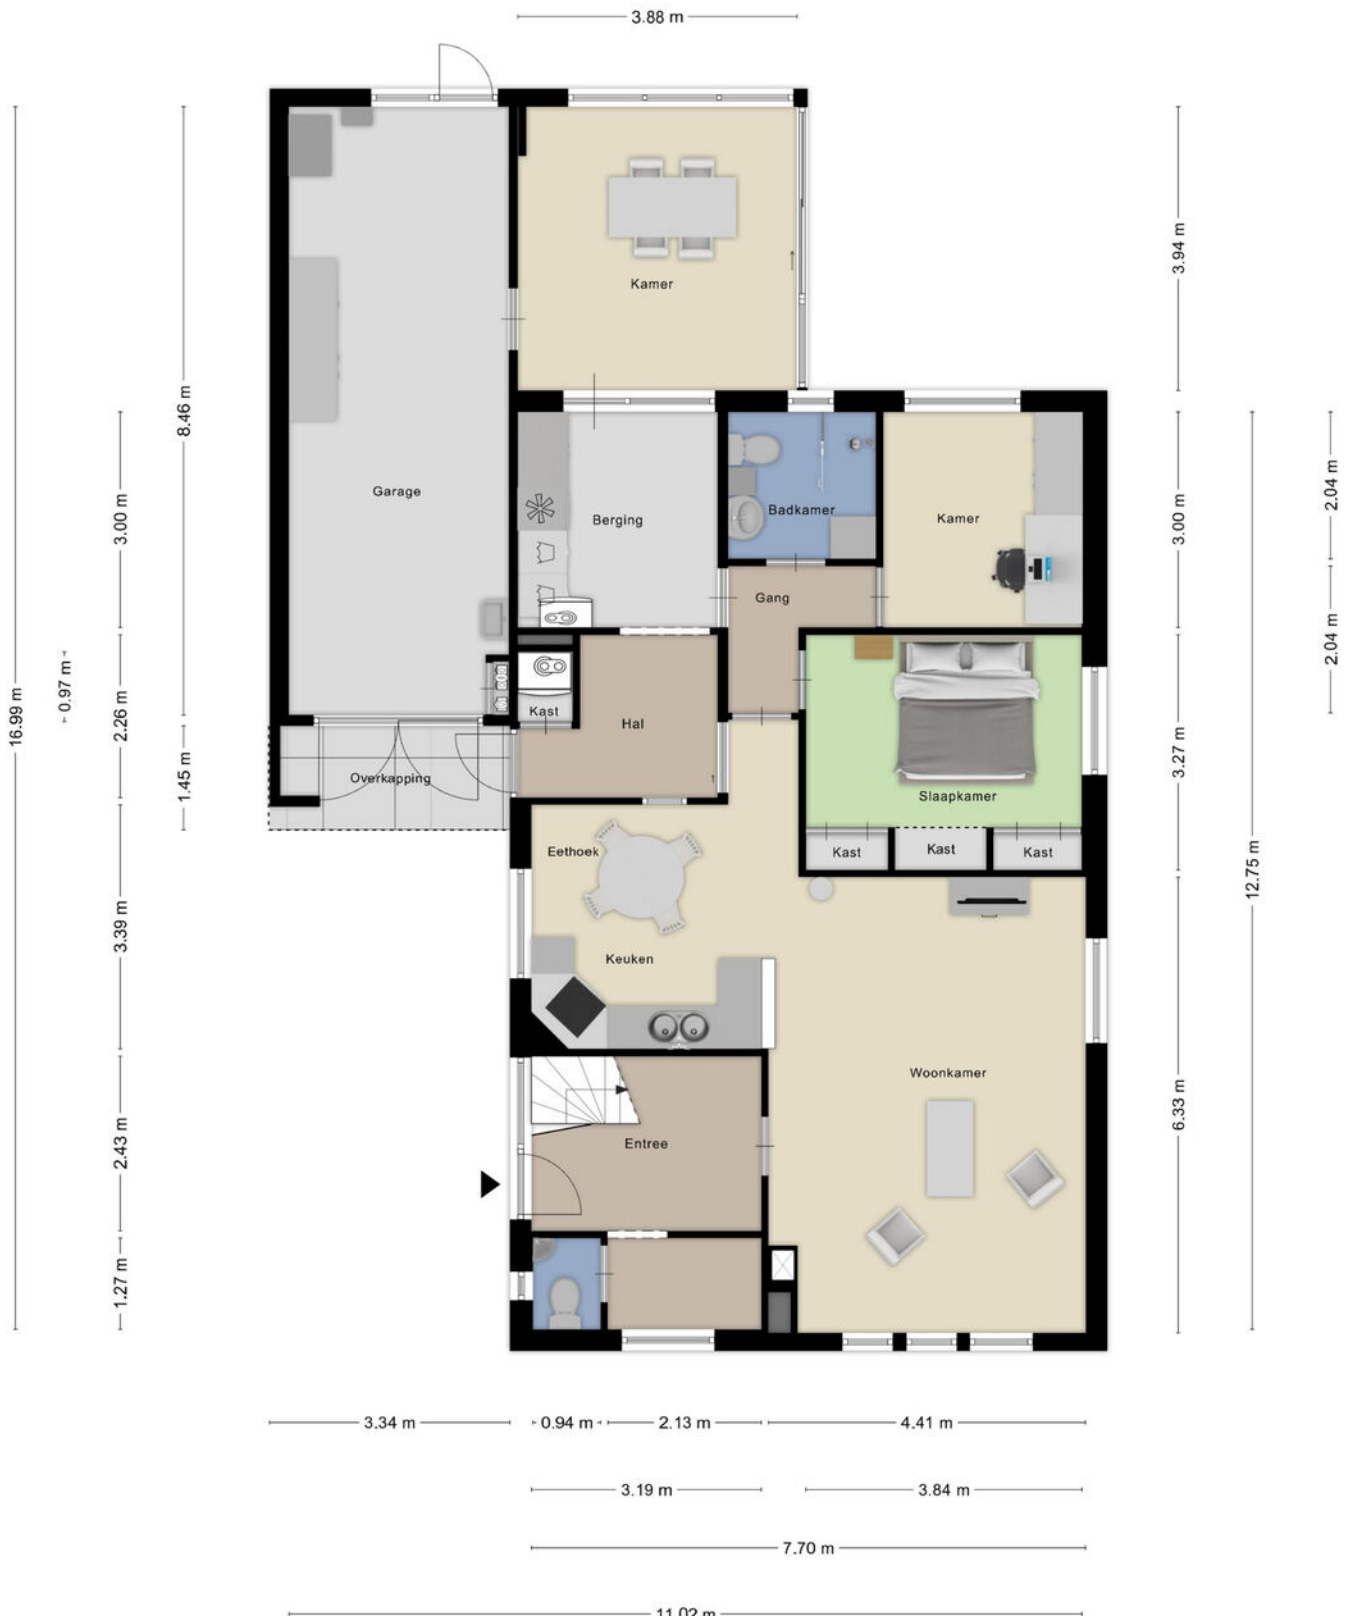 3.88 m
3.94 m
Kamer
8.46 m
Garage
3.00 m
Berging
Badkamer
Kamer
3.00 m
2.04 m
Gang
16.99 m
0.97 m
2.26 m
Kast
Hal
2.04 m
1.45 m
Overkapping
3.27 m
Slaapkamer
Eethoek
Kast
Kast
Kast
12.75 m
3.39 m
Keuken
Woonkamer
6.33 m
2.43 m
Entree
1.27 m
3.34 m
0.94 m
2.13 m
4.41 m
3.19 m
3.84 m
7.70 m
11.02 m